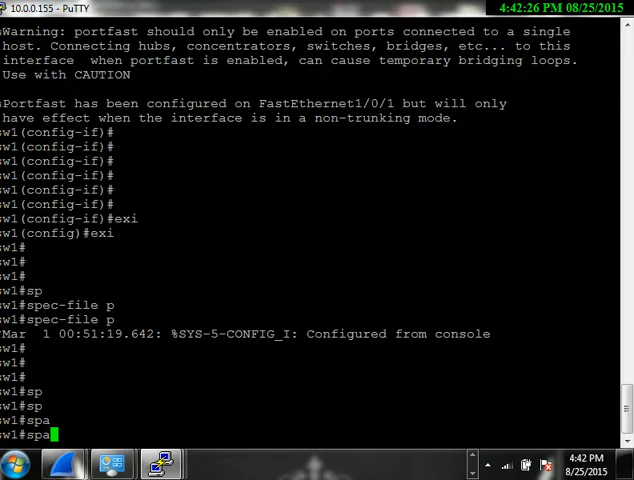 10.0.0.155 - PuTTY
4:42:26 PM 08/25/2015
Warning: portfast should only be enabled on ports connected to a single
host. Connecting hubs, concentrators, switches, bridges, etc... to this
interface  when portfast is enabled, can cause temporary bridging loops.
Use with CAUTION
Portfast has been configured on FastEthernet1/0/1 but will only
have effect when the interface is in a non-trunking mode.
sw1(config-if)#
sw1(config-if)#
sw1(config-if)#
sw1(config-if)#
sw1(config-if)#
sw1(config-if)#
sw1(config-if)#exi
sw1(config)#exi
sw1#
sw1#
sw1#
sw1#sp
sw1#spec-file p
sw1#spec-file p
Mar  1 00:51:19.642: %SYS-5-CONFIG_I: Configured from console
sw1#
sw1#
sw1#
sw1#sp
sw1#sp
sw1#spa
sw1#spa
4:42 PM
8/25/2015